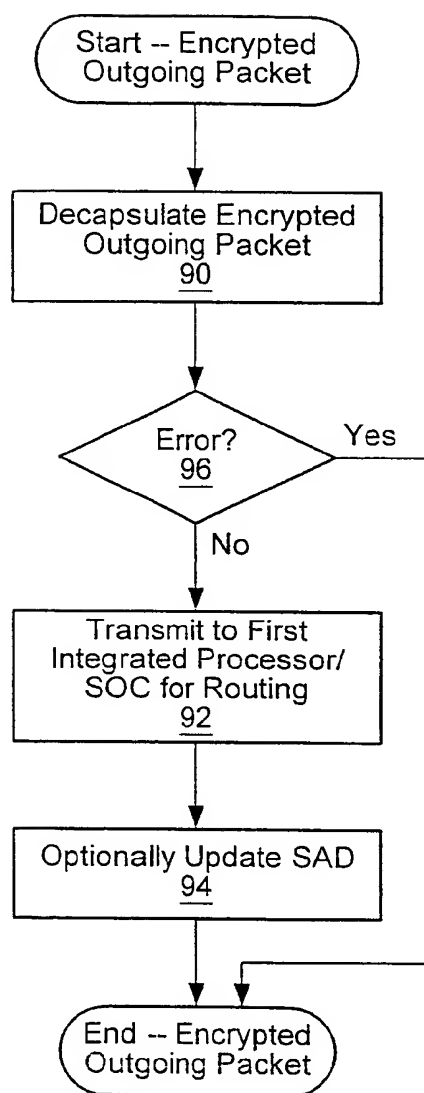 Start -- Encrypted
Outgoing Packet
Decapsulate Encrypted
Outgoing Packet
90
Error?
96
Yes
No
Transmit to First
Integrated Processor/
SOC for Routing
92
Optionally Update SAD
94
End -- Encrypted
Outgoing Packet